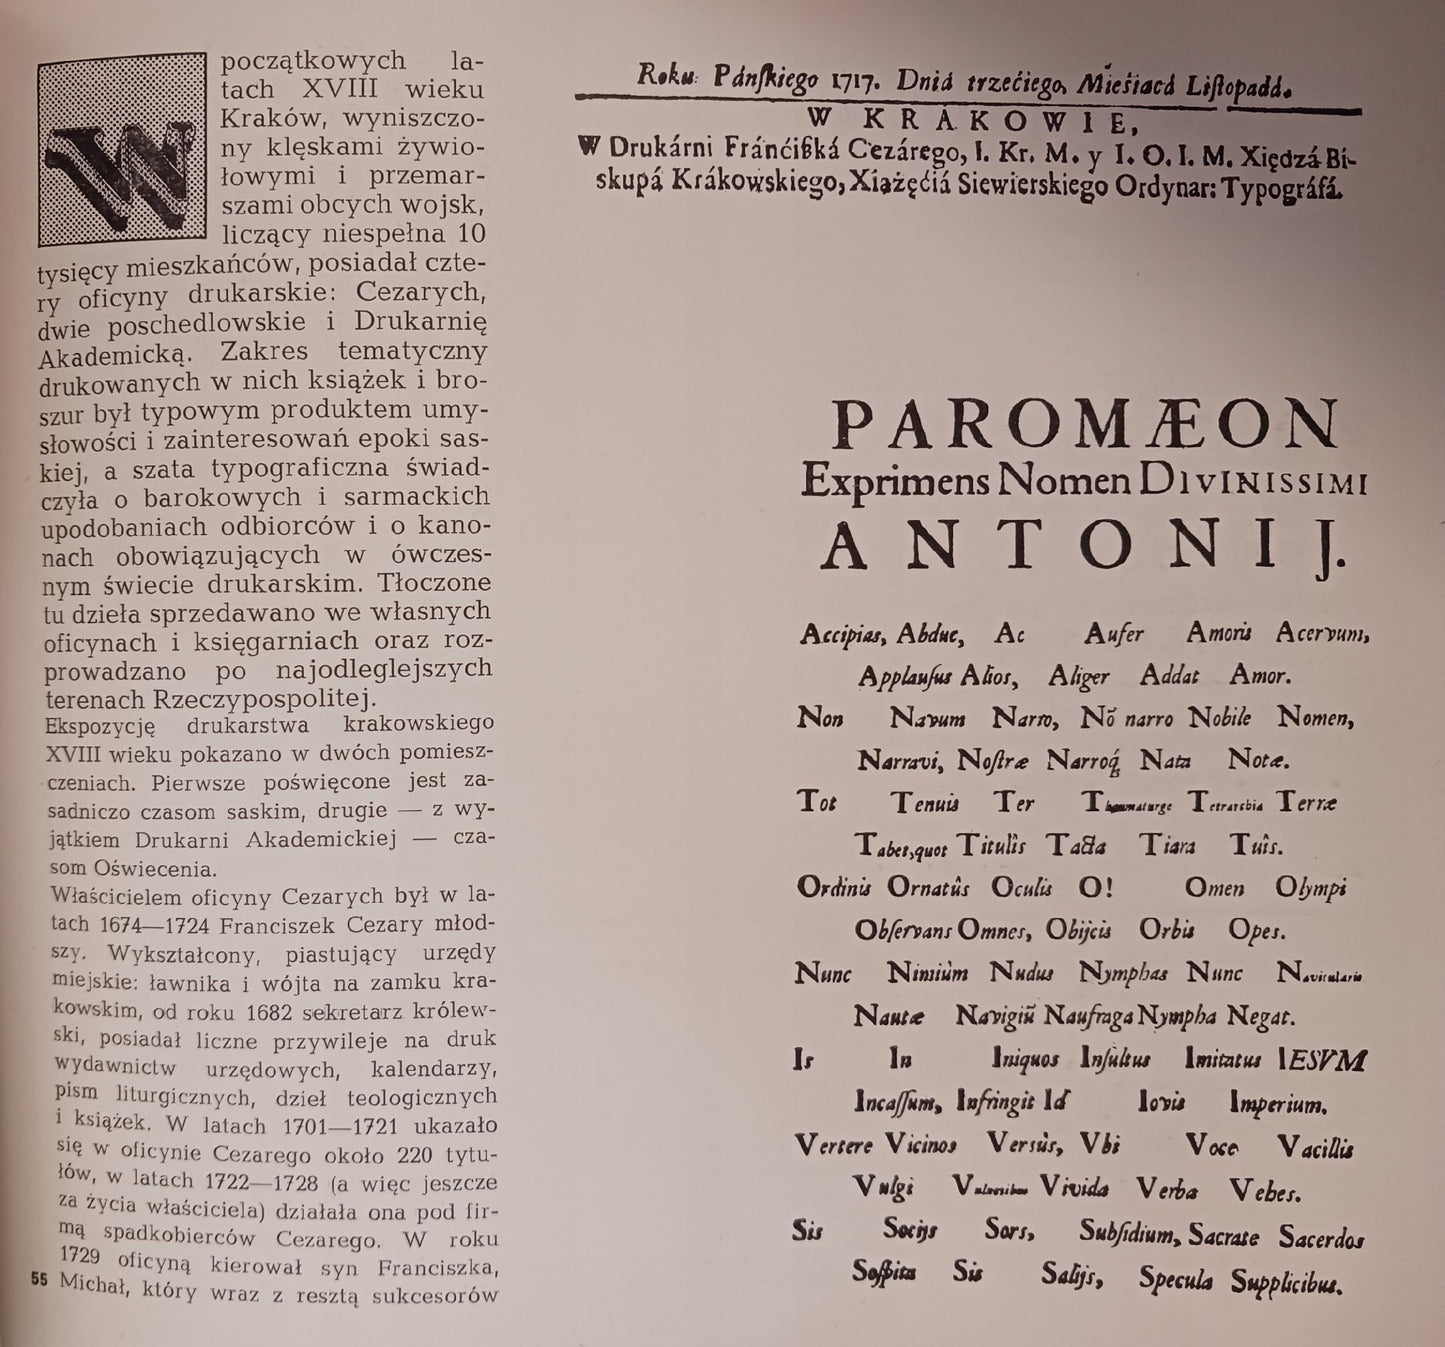 W początkowych la-
tach XVIII wieku
Kraków, wyniszczo-
ny klęskami żywio-
łowymi i przemar-
szami obcych wojsk,
liczący niespełna 10
tysięcy mieszkańców, posiadał czte-
ry oficyny drukarskie: Cezarych,
dwie poschedlowskie i Drukarnię
Akademicką. Zakres tematyczny
drukowanych w nich książek i bro-
szur był typowym produktem umy-
słowości i zainteresowań epoki sas-
kiej, a szata typograficzna świad-
czyła o barokowych i sarmackich
upodobaniach odbiorców i o kano-
nach obowiązujących w ówczes-
nym świecie drukarskim. Tłoczone
tu dzieła sprzedawano we własnych
oficynach i księgarniach oraz roz-
prowadzano po najodleglejszych
terenach Rzeczypospolitej.
Ekspozycję drukarstwa krakowskiego
XVIII wieku pokazano w dwóch pomiesz-
czeniach. Pierwsze poświęcone jest za-
sadniczo czasom saskim, drugie — z wy-
jątkiem Drukarni Akademickiej — cza-
som Oświecenia.
Właścicielem oficyny Cezarych był w la-
tach 1674—1724 Franciszek Cezary młod-
szy. Wykształcony, piastujący urzędy
miejskie: ławnika i wójta na zamku kra-
kowskim, od roku 1682 sekretarz królew-
ski, posiadał liczne przywileje na druk
wydawnictw urzędowych, kalendarzy,
pism liturgicznych, dzieł teologicznych
i książek. W latach 1701—1721 ukazało
się w oficynie Cezarego około 220 tytu-
łów, w latach 1722—1728 (a więc jeszcze
za życia właściciela) działała ona pod fir-
mą spadkobierców Cezarego. W roku
1729 oficyną kierował syn Franciszka,
55 Michał, który wraz z resztą sukcesorów
Roku: Pánſkiego 1717. Dniá trzećiego, Mieśiącá Liſtopadá.
W KRAKOWIE,
W Drukárni Fránćißká Cezárego, I. Kr. M. y I. O. I. M. Xiędzá Bi-
skupá Krákowskiego, Xiążęćiá Siewierskiego Ordynar: Typográfá.
PAROMÆON
Exprimens Nomen DIVINISSIMI
ANTONIJ.
Accipias, Abduc, Ac Aufer Amoris Acervum,
Applauſus Alios, Aliger Addat Amor.
Non Navum Narro, Nō narro Nobile Nomen,
Narravi, Noſtræ Narroq́ Nata Notæ.
Tot Tenuis Ter Thaumaturge Tetrarchia Terræ
Tabet, quot Titulîs Tacta Tiara Tuîs.
Ordinis Ornatûs Oculis O! Omen Olympi
Obſervans Omnes, Obijcis Orbis Opes.
Nunc Nimiùm Nudus Nymphas Nunc Navicularis
Nautæ Navigiū Naufraga Nympha Negat.
Is In Iniquos Inſultus Imitatus IESVM
Incaſſum, Infringit Id Iovis Imperium.
Vertere Vicinos Versùs, Vbi Voce Vacillis
Vulgi Vulneribus Vivida Verba Vebes.
Sis Socijs Sors, Subſidium, Sacrate Sacerdos
Soſpita Sis Salijs, Specula Supplicibus.